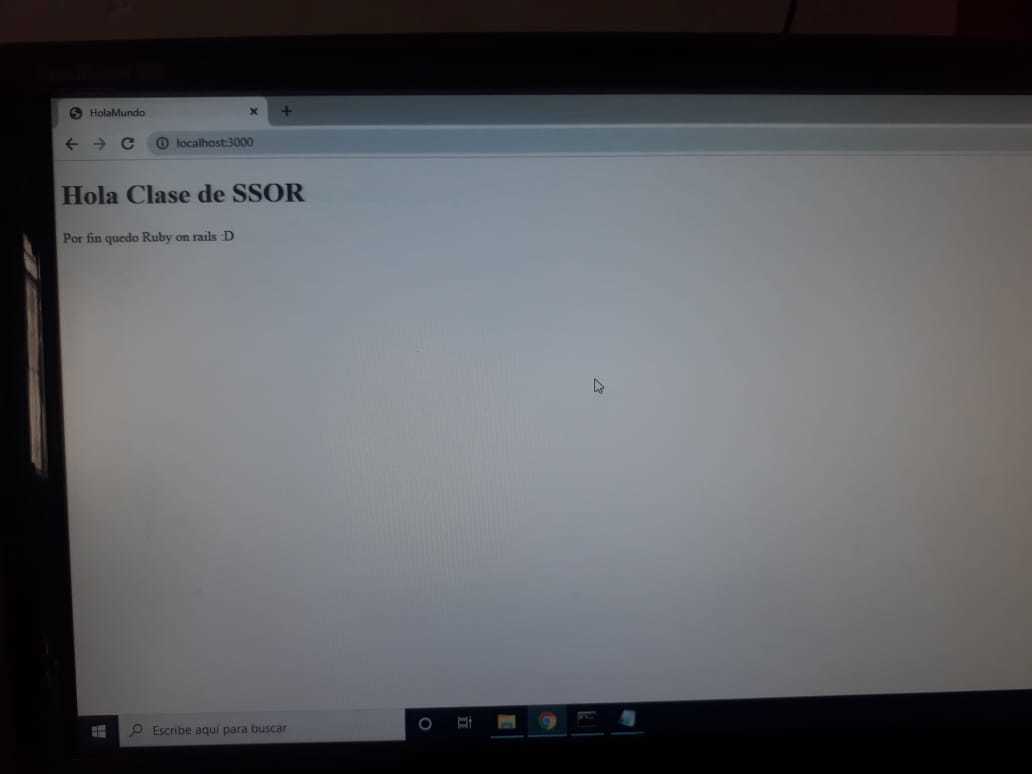 HolaMundo
localhost:3000
Hola Clase de SSOR
Por fin quedo Ruby on rails :D
Escribe aquí para buscar